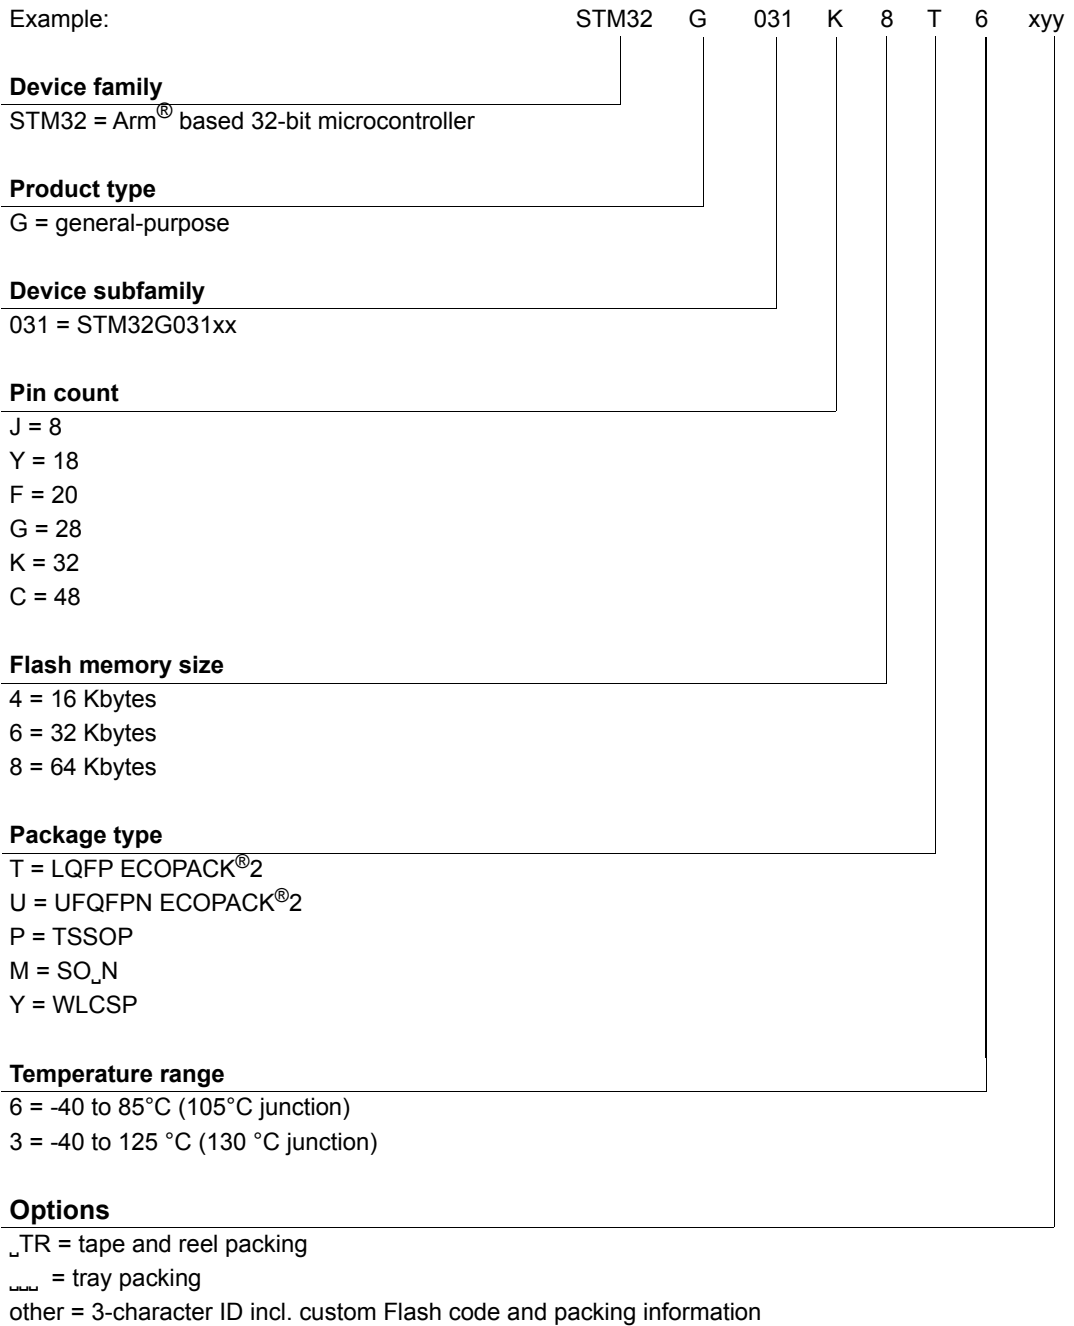 Example: STM32 G 031 K 8 T 6 xyy
Device family
STM32 = Arm® based 32-bit microcontroller
Product type
G = general-purpose
Device subfamily
031 = STM32G031xx
Pin count
J = 8
Y = 18
F = 20
G = 28
K = 32
C = 48
Flash memory size
4 = 16 Kbytes
6 = 32 Kbytes
8 = 64 Kbytes
Package type
T = LQFP ECOPACK®2
U = UFQFPN ECOPACK®2
P = TSSOP
M = SO␣N
Y = WLCSP
Temperature range
6 = -40 to 85°C (105°C junction)
3 = -40 to 125 °C (130 °C junction)
Options
␣TR = tape and reel packing
␣␣␣ = tray packing
other = 3-character ID incl. custom Flash code and packing information